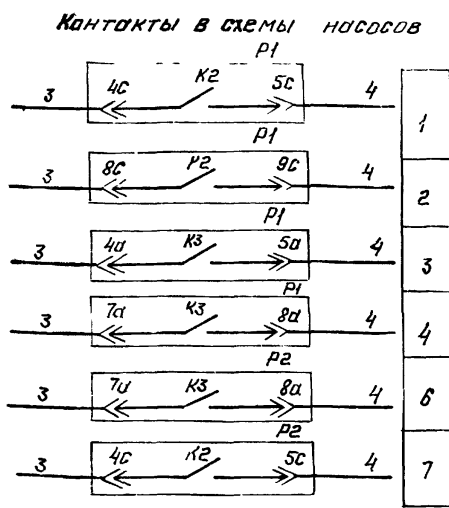 Контакты в схемы насосов
P1
3 4C K2 5C 4 1
P1
3 8C K2 9C 4 2
P1
3 4a K3 5a 4 3
P1
3 7a K3 8a 4 4
P2
3 7a K3 8a 4 6
P2
3 4C K2 5C 4 7